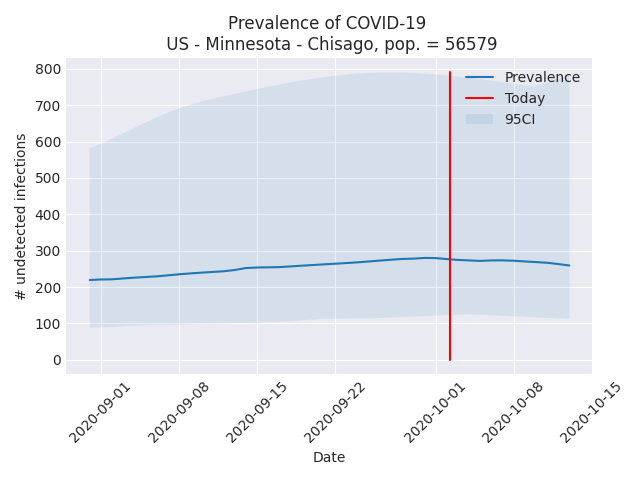 Prevalence of COVID-19
US - Minnesota - Chisago, pop. = 56579
800
700
600
500
400
300
200
100
0
# undetected infections
Prevalence
Today
95CI
2020-09-01
2020-09-08
2020-09-15
2020-09-22
2020-10-01
2020-10-08
2020-10-15
Date